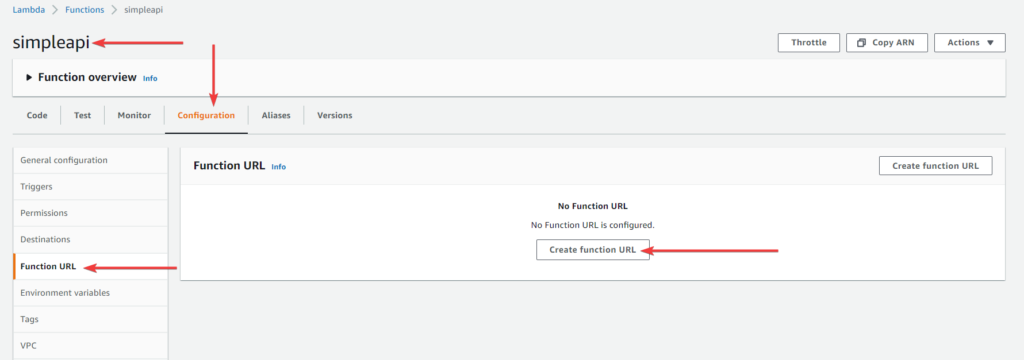 Lambda > Functions > simpleapi
simpleapi
Throttle
Copy ARN
Actions
Function overview Info
Code
Test
Monitor
Configuration
Aliases
Versions
General configuration
Triggers
Permissions
Destinations
Function URL
Environment variables
Tags
VPC
Function URL Info
Create function URL
No Function URL
No Function URL is configured.
Create function URL